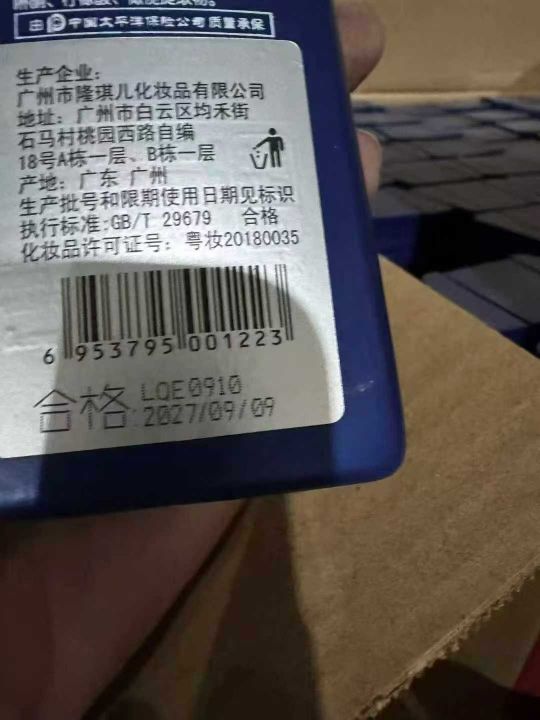 由 中国太平洋保险公司质量承保
生产企业:
广州市隆琪儿化妆品有限公司
地址: 广州市白云区均禾街
石马村桃园西路自编
18号A栋一层、B栋一层
产地: 广东 广州
生产批号和限期使用日期见标识
执行标准:GB/T 29679 合格
化妆品许可证号: 粤妆20180035
6 953795 001223
合格 LQE0910
2027/09/09